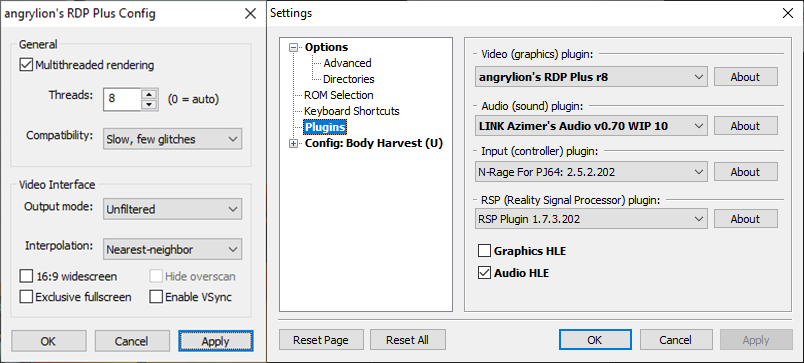 angrylion's RDP Plus Config
General
Multithreaded rendering
Threads: 8 (0 = auto)
Compatibility: Slow, few glitches
Video Interface
Output mode: Unfiltered
Interpolation: Nearest-neighbor
16:9 widescreen Hide overscan
Exclusive fullscreen Enable VSync
OK Cancel Apply
Settings
Options
Advanced
Directories
ROM Selection
Keyboard Shortcuts
Plugins
Config: Body Harvest (U)
Video (graphics) plugin:
angrylion's RDP Plus r8 About
Audio (sound) plugin:
LINK Azimer's Audio v0.70 WIP 10 About
Input (controller) plugin:
N-Rage For PJ64: 2.5.2.202 About
RSP (Reality Signal Processor) plugin:
RSP Plugin 1.7.3.202 About
Graphics HLE
Audio HLE
Reset Page Reset All OK Cancel Apply